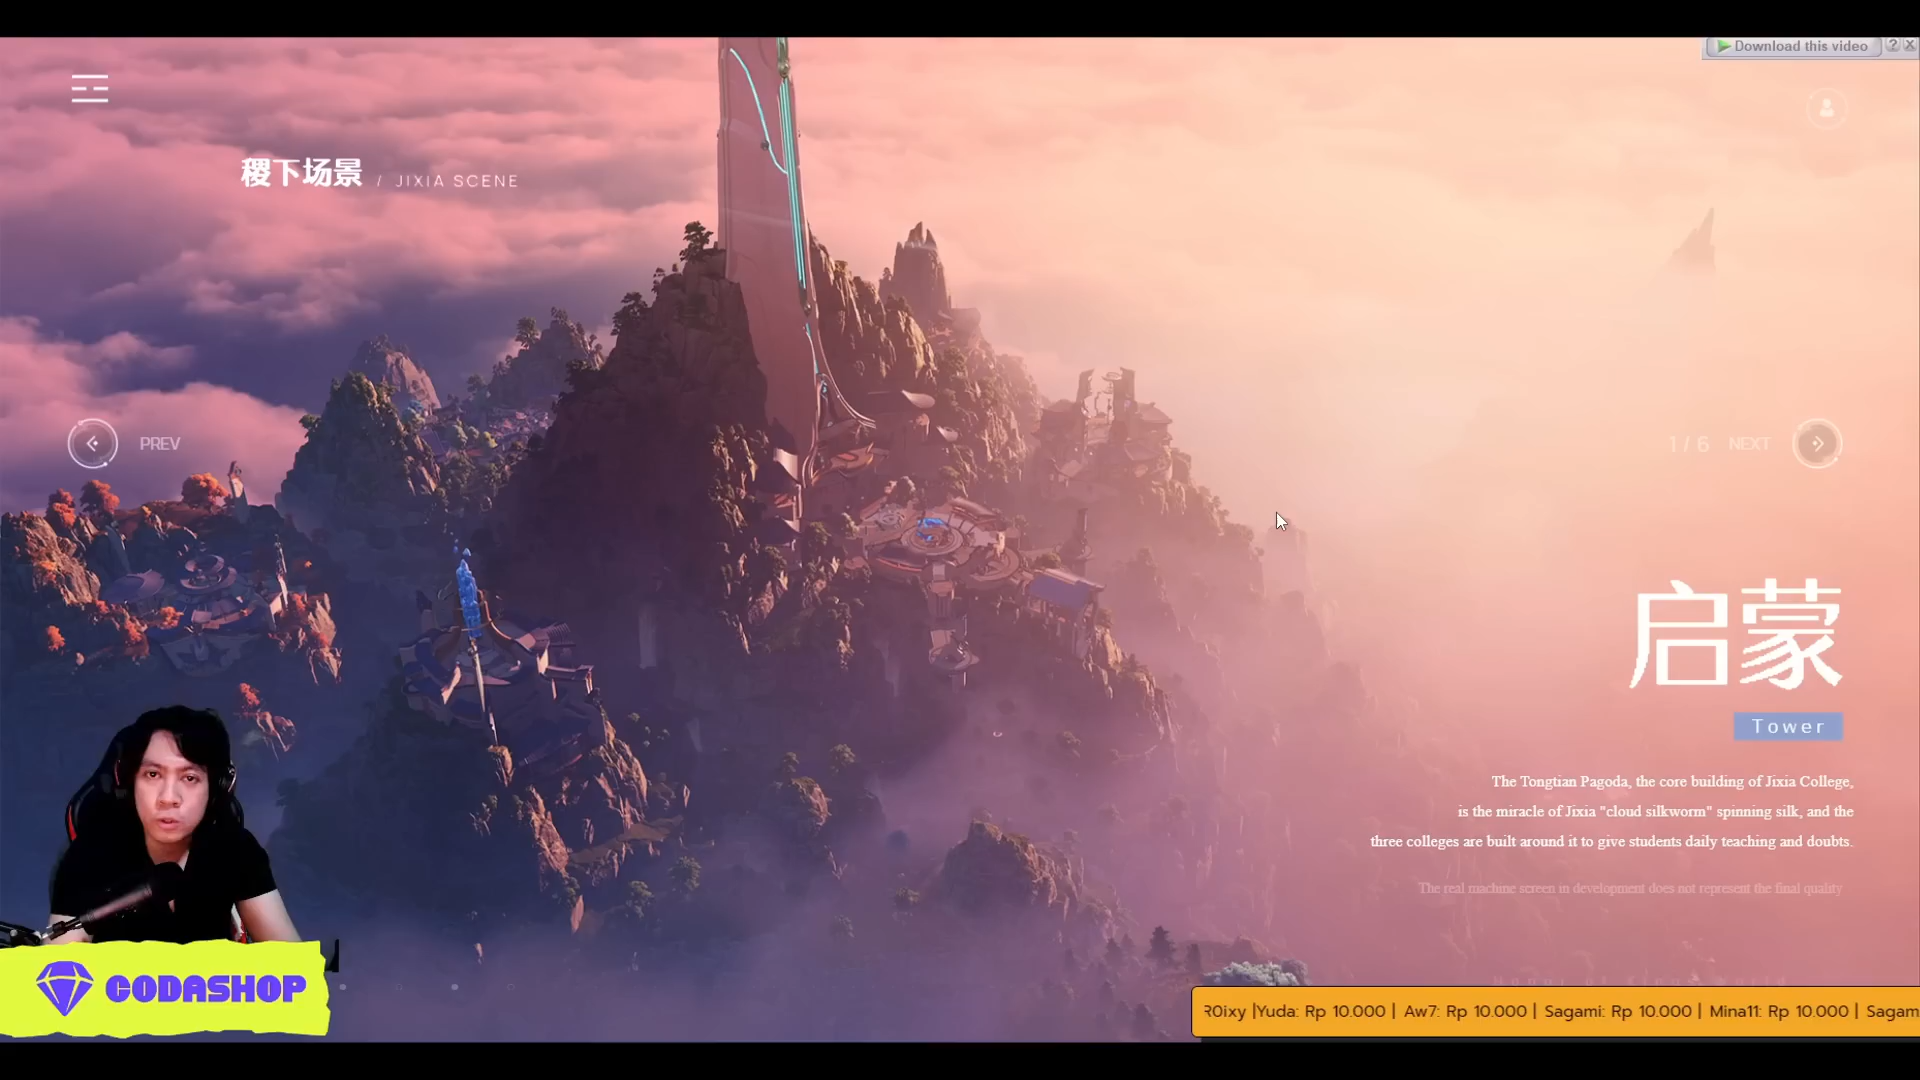 Download this video
稷下场景 / JIXIA SCENE
PREV
1 / 6 NEXT
启蒙
Tower
The Tongtian Pagoda, the core building of Jixia College,
is the miracle of Jixia "cloud silkworm" spinning silk, and the
three colleges are built around it to give students daily teaching and doubts.
The real machine screen in development does not represent the final quality
CODASHOP
R0ixy |Yuda: Rp 10.000 | Aw7: Rp 10.000 | Sagami: Rp 10.000 | Mina11: Rp 10.000 | Sagam